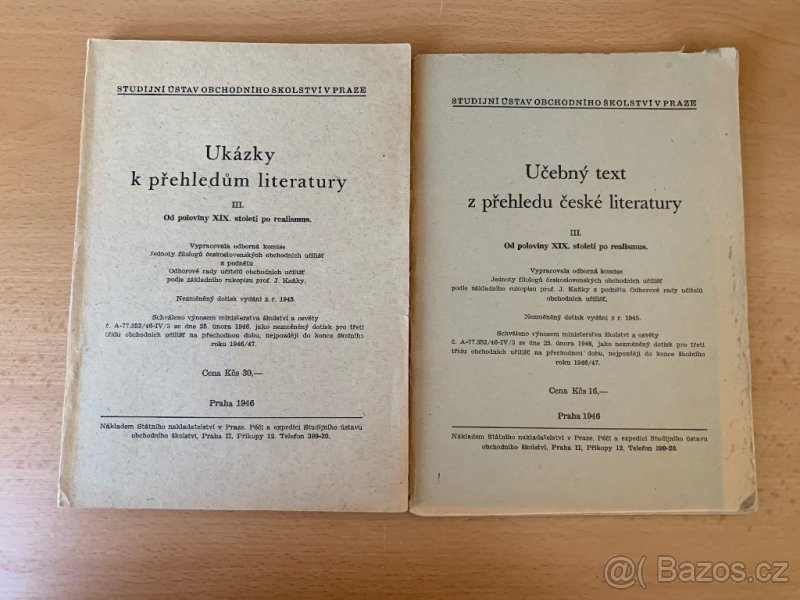 STUDIJNÍ ÚSTAV OBCHODNÍHO ŠKOLSTVÍ V PRAZE
Ukázky
k přehledům literatury
III.
Od poloviny XIX. století po realismus.
Vypracovala odborná komise
Jednoty filologů československých obchodních učilišť
z podnětu
Odborové rady učitelů obchodních učilišť
podle základního rukopisu prof. J. Kaňky.
Nezměněný dotisk vydání z r. 1945.
Schváleno výnosem ministerstva školství a osvěty
č. A-77.352/46-IV/3 ze dne 25. února 1946, jako nezměněný dotisk pro třetí
třídu obchodních učilišť na přechodnou dobu, nejpozději do konce školního
roku 1946/47.
Cena Kčs 30,—
Praha 1946
Nákladem Státního nakladatelství v Praze. Péčí a expedicí Studijního ústavu
obchodního školství, Praha II, Příkopy 12. Telefon 399-20.
STUDIJNÍ ÚSTAV OBCHODNÍHO ŠKOLSTVÍ V PRAZE
Učebný text
z přehledu české literatury
III.
Od poloviny XIX. století po realismus.
Vypracovala odborná komise
Jednoty filologů československých obchodních učilišť
podle základního rukopisu prof. J. Kaňky z podnětu Odborové rady učitelů
obchodních učilišť.
Nezměněný dotisk vydání z r. 1945.
Schváleno výnosem ministerstva školství a osvěty
č. A-77.352/46-IV/3 ze dne 25. února 1946, jako nezměněný dotisk pro třetí
třídu obchodních učilišť na přechodnou dobu, nejpozději do konce školního
roku 1946/47.
Cena Kčs 16,—
Praha 1946
Nákladem Státního nakladatelství v Praze. Péčí a expedicí Studijního ústavu
obchodního školství, Praha II, Příkopy 12. Telefon 399-20.
Bazos.cz